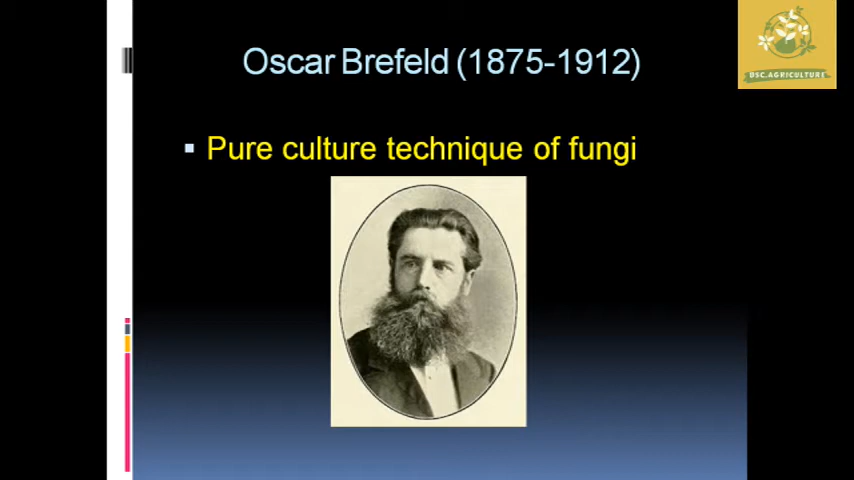 Oscar Brefeld (1875-1912)
Pure culture technique of fungi
BSC.AGRICULTURE